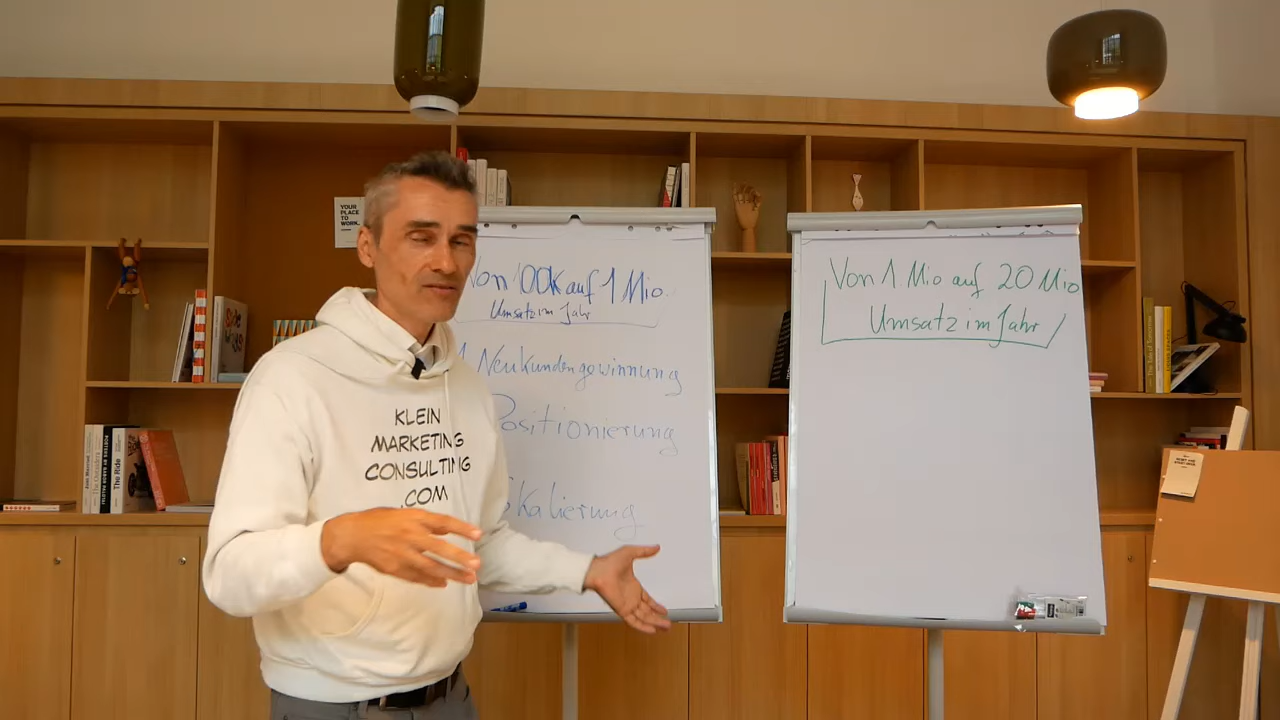 YOUR
PLACE
TO
WORK.
Von 100K auf 1 Mio.
Umsatz im Jahr
1 Neukundengewinnung
Positionierung
Skalierung
Von 1 Mio auf 20 Mio
Umsatz im Jahr
KLEIN
MARKETING
CONSULTING
.COM
The Ride